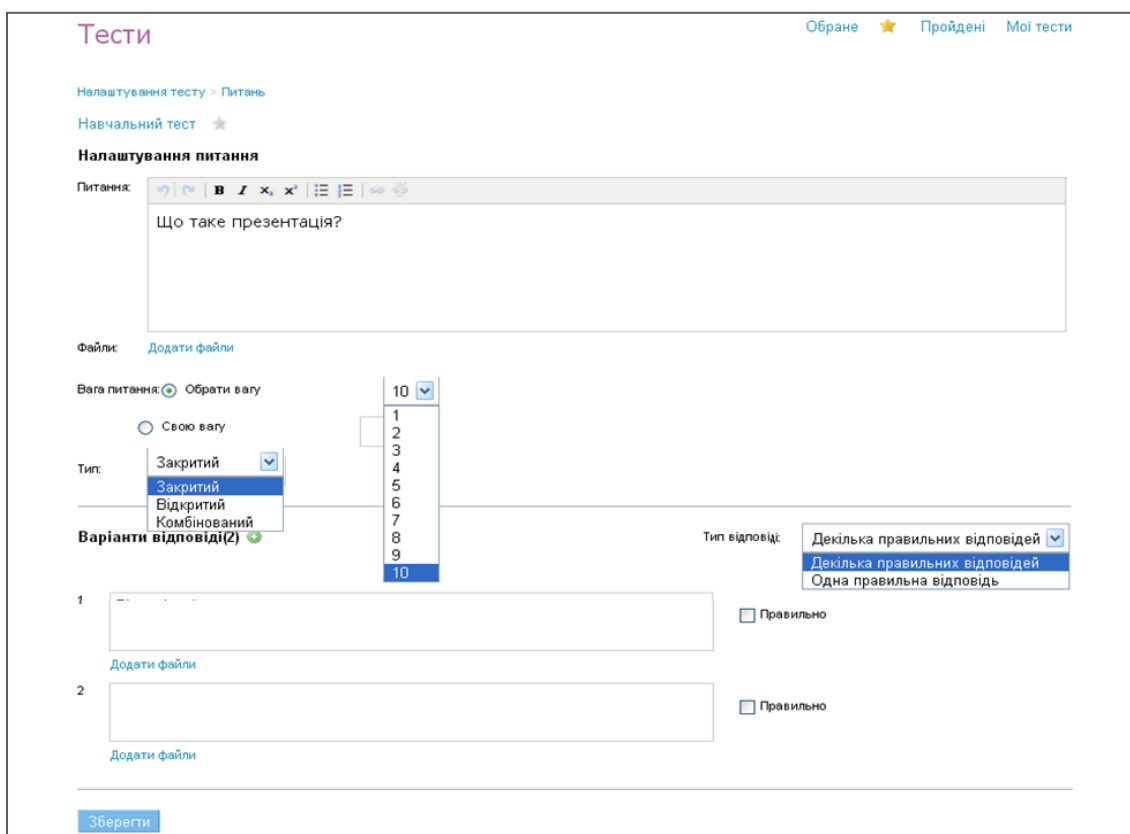 Тести
Обране Пройдені Мої тести
Налаштування тесту > Питань
Навчальний тест
Налаштування питання
Питання:
B I x₂ x²
Що таке презентація?
Файли: Додати файли
Вага питання: Обрати вагу 10
1
Свою вагу
2
3
4
5
6
7
8
9
10
Тип: Закритий
Закритий
Відкритий
Комбінований
Варіанти відповіді(2)
Тип відповіді: Декілька правильних відповідей
Декілька правильних відповідей
Одна правильна відповідь
1
Правильно
Додати файли
2
Правильно
Додати файли
Зберегти